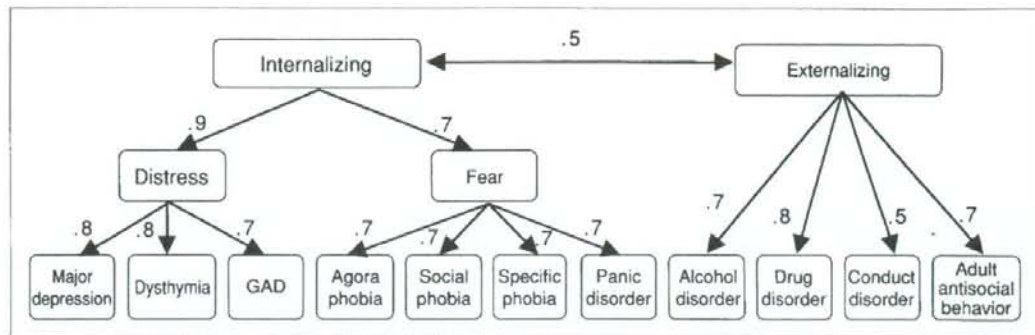 .5
Internalizing
Externalizing
.9
.7
Distress
Fear
.8
.8
.7
.7
.7
.7
.7
.7
.8
.5
.7
Major
depression
Dysthymia
GAD
Agora
phobia
Social
phobia
Specific
phobia
Panic
disorder
Alcohol
disorder
Drug
disorder
Conduct
disorder
Adult
antisocial
behavior